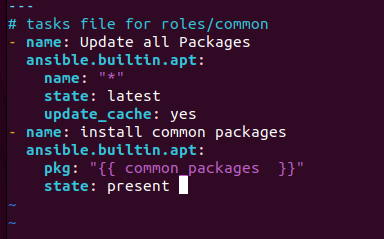 ---
# tasks file for roles/common
- name: Update all Packages
  ansible.builtin.apt:
    name: "*"
    state: latest
    update_cache: yes
- name: install common packages
  ansible.builtin.apt:
    pkg: "{{ common_packages  }}"
    state: present
~
~